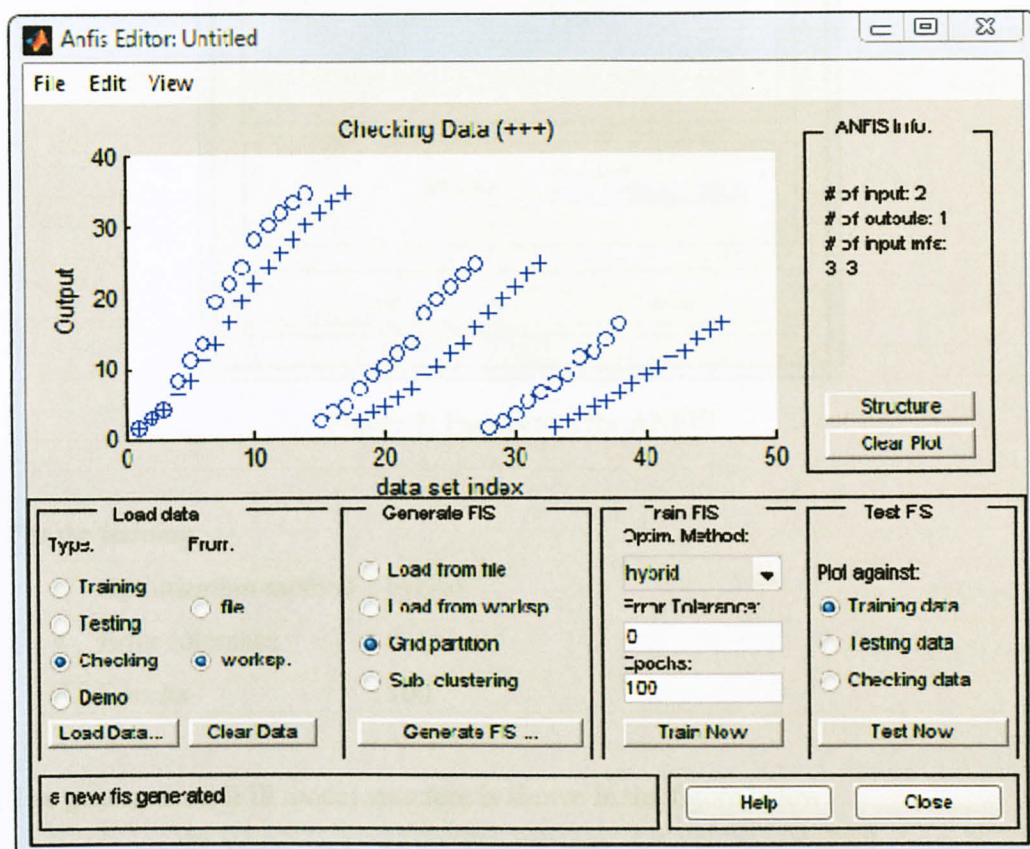 Anfis Editor: Untitled
File Edit View
Checking Data (+++)
40
30
20
10
0
Output
0 10 20 30 40 50
data set index
ANFIS Info.
# of input: 2
# of outputs: 1
# of input mfs:
3 3
Structure
Clear Plot
Load data
Type. From.
Training
Testing
Checking
Demo
file
worksp.
Load Data... Clear Data
Generate FIS
Load from file
Load from worksp
Grid partition
Sub. clustering
Generate FIS ...
Train FIS
Optim. Method:
hybrid
Error Tolerance:
0
Epochs:
100
Train Now
Test FIS
Plot against:
Training data
Testing data
Checking data
Test Now
a new fis generated
Help Close